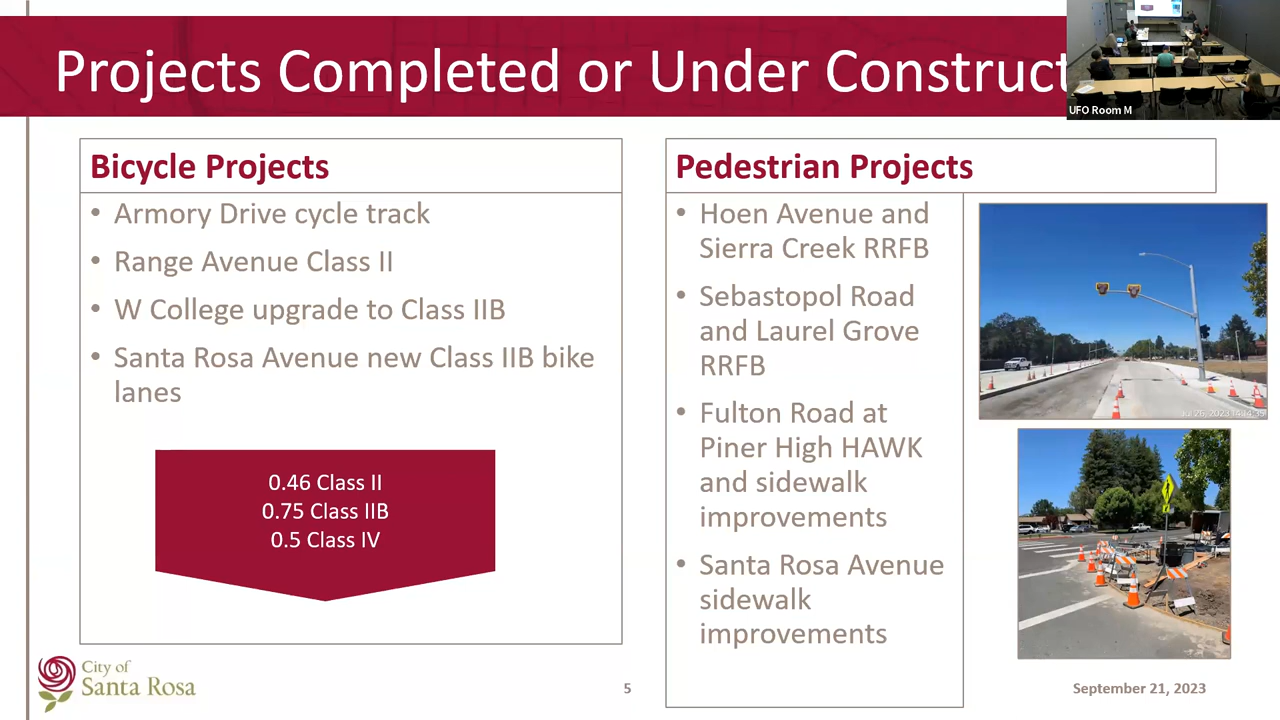 Projects Completed or Under Construct
UFO Room M
Bicycle Projects
• Armory Drive cycle track
• Range Avenue Class II
• W College upgrade to Class IIB
• Santa Rosa Avenue new Class IIB bike
lanes
0.46 Class II
0.75 Class IIB
0.5 Class IV
Pedestrian Projects
• Hoen Avenue and
Sierra Creek RRFB
• Sebastopol Road
and Laurel Grove
RRFB
• Fulton Road at
Piner High HAWK
and sidewalk
improvements
• Santa Rosa Avenue
sidewalk
improvements
City of
Santa Rosa
5
September 21, 2023